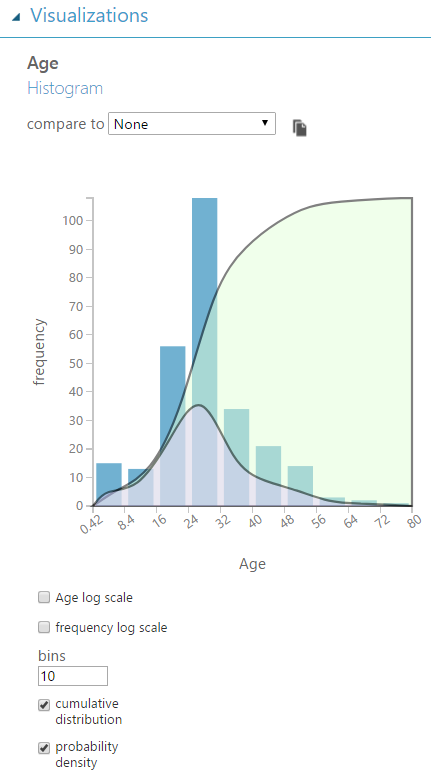 Visualizations
Age
Histogram
compare to None
100
90
80
70
60
50
40
30
20
10
0
frequency
0.42 8.4 16 24 32 40 48 56 64 72 80
Age
Age log scale
frequency log scale
bins
10
cumulative
distribution
probability
density